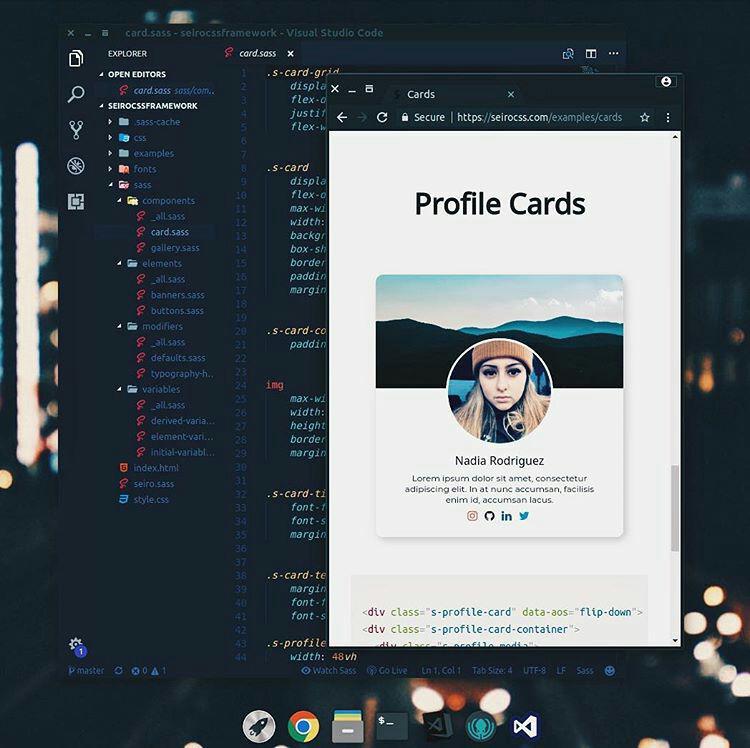 card.sass - seirocssframework - Visual Studio Code
EXPLORER
OPEN EDITORS
card.sass sass/com...
SEIROCSSFRAMEWORK
.sass-cache
css
examples
fonts
sass
components
_all.sass
card.sass
gallery.sass
elements
_all.sass
banners.sass
buttons.sass
modifiers
_all.sass
defaults.sass
typography-h...
variables
_all.sass
derived-varia...
element-vari...
initial-variabl...
index.html
seiro.sass
style.css
card.sass
1 .s-card-grid
2 displa
3 flex-d
4 justif
5 flex-w
6
7
8 .s-card
9 displa
10 flex-d
11 max-wi
12 width:
13 backgr
14 box-sh
15 border
16 paddin
17 margin
18
19
20 .s-card-co
21 paddin
22
23
24 img
25 max-wi
26 width:
27 height
28 border
29 margin
30
31
32 .s-card-ti
33 font-f
34 font-s
35 margin
36
37
38 .s-card-te
39 margin
40 font-f
41 font-s
42
43 .s-profile
44 width: 48vh
Cards
Secure
https://seirocss.com/examples/cards
Profile Cards
Nadia Rodriguez
Lorem ipsum dolor sit amet, consectetur
adipiscing elit. In at nunc accumsan, facilisis
enim id, accumsan lacus.
<div class="s-profile-card" data-aos="flip-down">
<div class="s-profile-card-container">
<div class="s-profile-media">
master
0
1
Watch Sass
Go Live
Ln 1, Col 1
Tab Size: 4
UTF-8
LF
Sass
1
$_